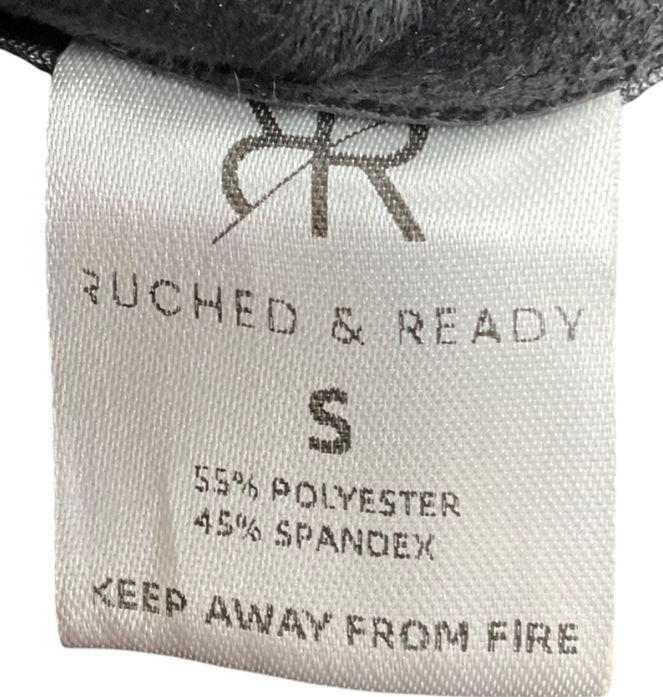 RUCHED & READY
S
55% POLYESTER
45% SPANDEX
KEEP AWAY FROM FIRE